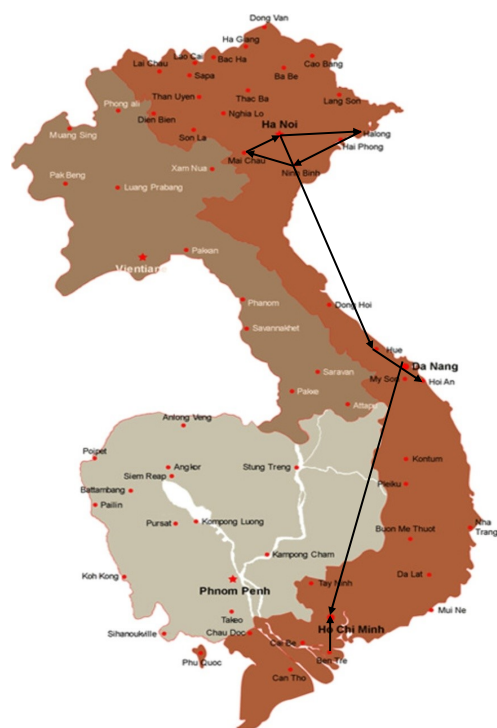 Dong Van
Ha Giang
Lao Cai
Bac Ha
Cao Bang
Lai Chau
Sapa
Ba Be
Than Uyen
Thac Ba
Lang Son
Phong ali
Dien Bien
Nghia Lo
Ha Noi
Halong
Muang Sing
Son La
Hai Phong
Mai Chau
Xam Nua
Ninh Binh
Pak Beng
Luang Prabang
Pakxan
Vientiane
Phanom
Dong Hoi
Savannakhet
Hue
Da Nang
Saravan
My Son
Hoi An
Pakse
Attapu
Anlong Veng
Poipet
Angkor
Stung Treng
Kontum
Siem Reap
Battambang
Pleiku
Pailin
Pursat
Kompong Luong
Nha
Trang
Buon Me Thuot
Kampong Cham
Koh Kong
Phnom Penh
Tay Ninh
Da Lat
Takeo
Mui Ne
Sihanoukville
Chau Doc
Ho Chi Minh
Cai Be
Ben Tre
Phu Quoc
Can Tho